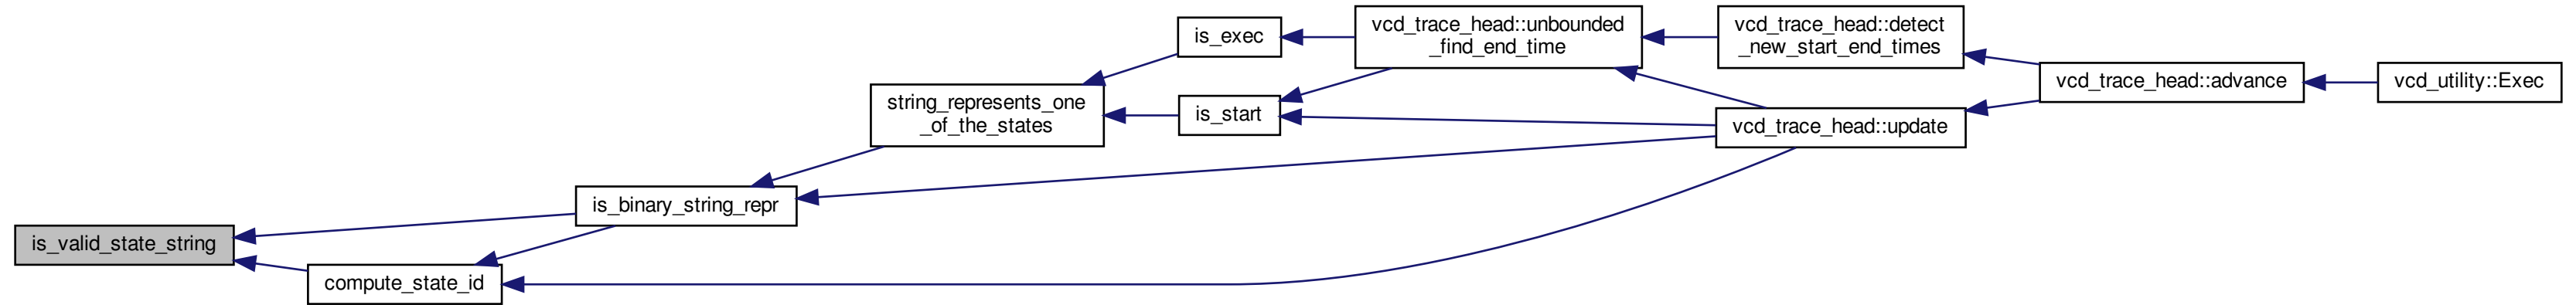 is_valid_state_string
compute_state_id
is_binary_string_repr
string_represents_one
_of_the_states
is_exec
is_start
vcd_trace_head::unbounded
_find_end_time
vcd_trace_head::detect
_new_start_end_times
vcd_trace_head::update
vcd_trace_head::advance
vcd_utility::Exec